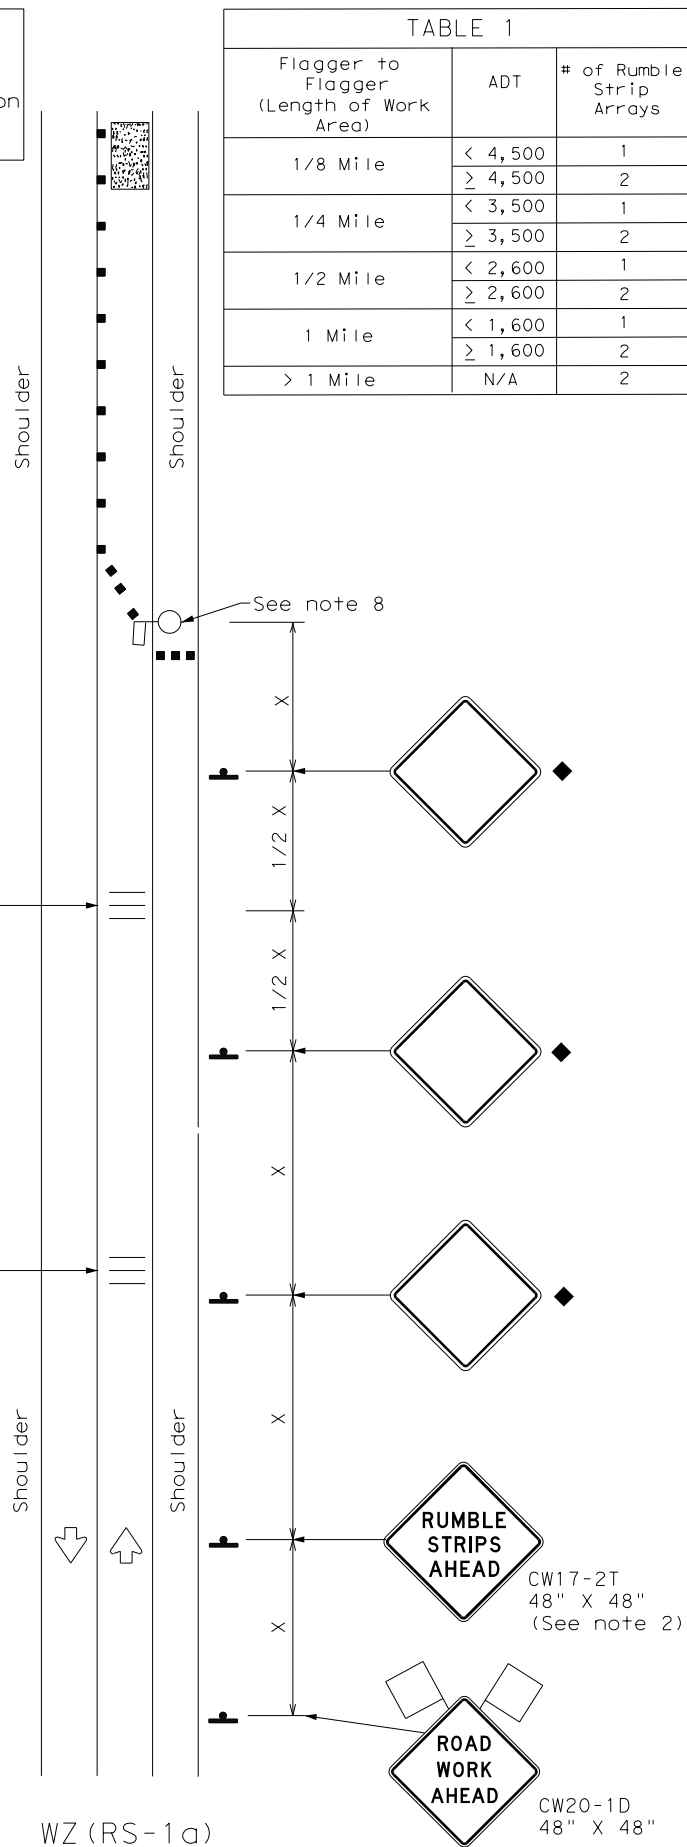 on
TABLE 1
Flagger to
Flagger
(Length of Work
Area)
ADT
# of Rumble
Strip
Arrays
1/8 Mile
< 4,500
1
≥ 4,500
2
1/4 Mile
< 3,500
1
≥ 3,500
2
1/2 Mile
< 2,600
1
≥ 2,600
2
1 Mile
< 1,600
1
≥ 1,600
2
> 1 Mile
N/A
2
Shoulder
Shoulder
See note 8
X
1/2 X
1/2 X
X
X
Shoulder
Shoulder
RUMBLE
STRIPS
AHEAD
CW17-2T
48" X 48"
(See note 2)
X
ROAD
WORK
AHEAD
CW20-1D
48" X 48"
WZ(RS-1a)